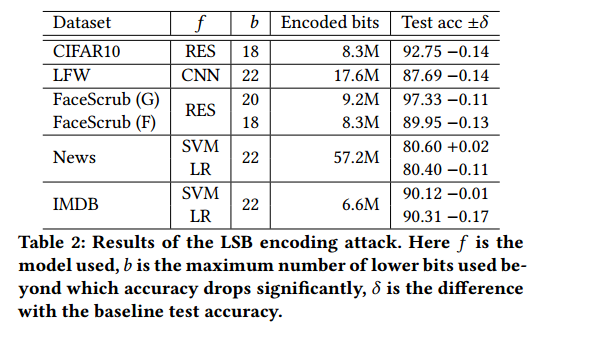 Dataset f b Encoded bits Test acc ±δ
CIFAR10 RES 18 8.3M 92.75 −0.14
LFW CNN 22 17.6M 87.69 −0.14
FaceScrub (G) RES 20 9.2M 97.33 −0.11
FaceScrub (F) 18 8.3M 89.95 −0.13
News SVM 22 57.2M 80.60 +0.02
LR 80.40 −0.11
IMDB SVM 22 6.6M 90.12 −0.01
LR 90.31 −0.17
Table 2: Results of the LSB encoding attack. Here f is the
model used, b is the maximum number of lower bits used be-
yond which accuracy drops significantly, δ is the difference
with the baseline test accuracy.